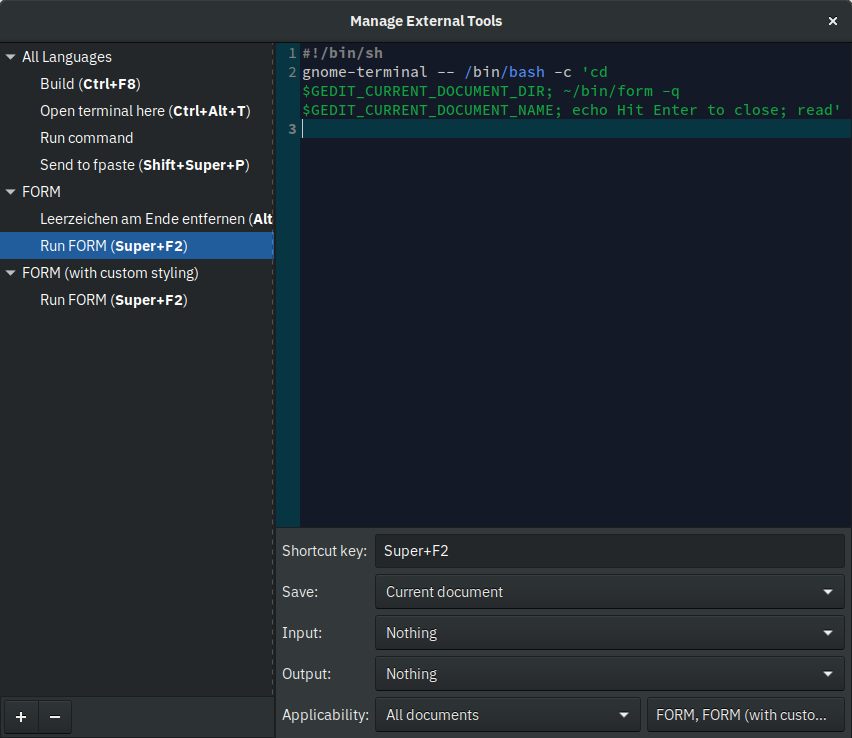 Manage External Tools
All Languages
Build (Ctrl+F8)
Open terminal here (Ctrl+Alt+T)
Run command
Send to fpaste (Shift+Super+P)
FORM
Leerzeichen am Ende entfernen (Alt
Run FORM (Super+F2)
FORM (with custom styling)
Run FORM (Super+F2)
1 #!/bin/sh
2 gnome-terminal -- /bin/bash -c 'cd
$GEDIT_CURRENT_DOCUMENT_DIR; ~/bin/form -q
$GEDIT_CURRENT_DOCUMENT_NAME; echo Hit Enter to close; read'
3
Shortcut key: Super+F2
Save: Current document
Input: Nothing
Output: Nothing
Applicability: All documents FORM, FORM (with custo...